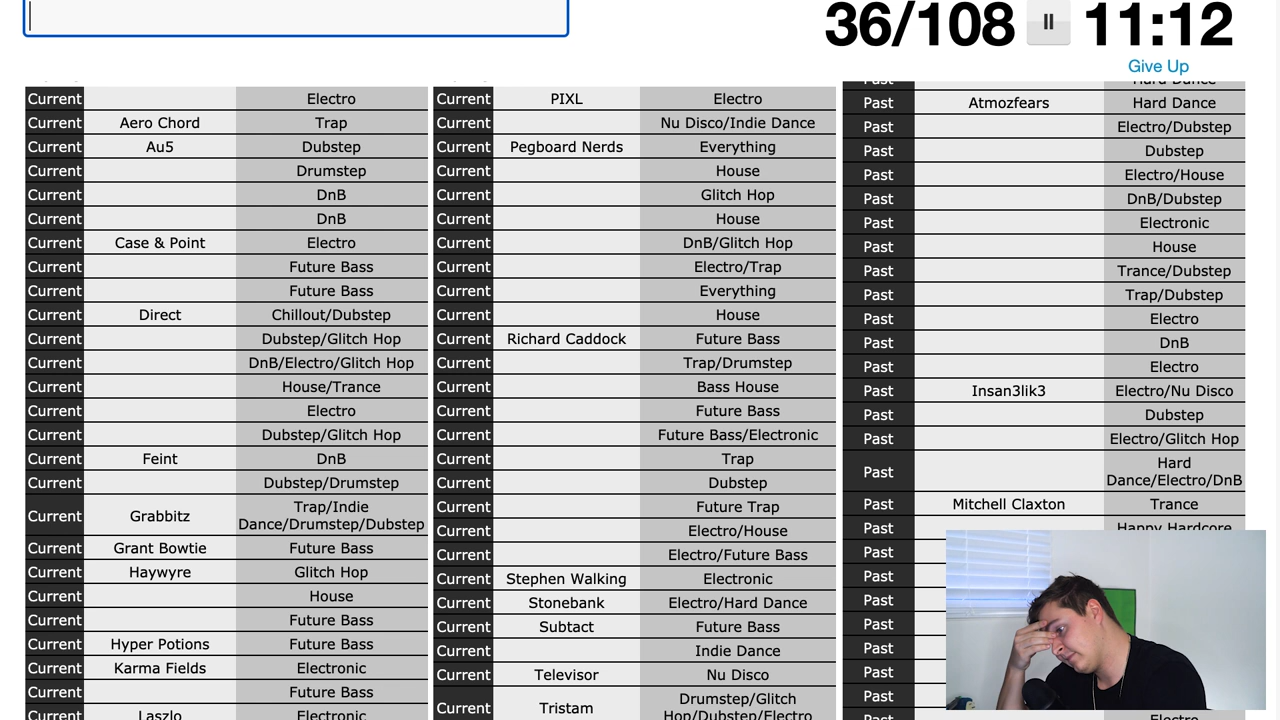 36/108
11:12
Give Up
Current Electro
Current Aero Chord Trap
Current Au5 Dubstep
Current Drumstep
Current DnB
Current DnB
Current Case & Point Electro
Current Future Bass
Current Future Bass
Current Direct Chillout/Dubstep
Current Dubstep/Glitch Hop
Current DnB/Electro/Glitch Hop
Current House/Trance
Current Electro
Current Dubstep/Glitch Hop
Current Feint DnB
Current Dubstep/Drumstep
Current Grabbitz Trap/Indie
Dance/Drumstep/Dubstep
Current Grant Bowtie Future Bass
Current Haywyre Glitch Hop
Current House
Current Future Bass
Current Hyper Potions Future Bass
Current Karma Fields Electronic
Current Future Bass
Current Laszlo Electronic
Current PIXL Electro
Current Nu Disco/Indie Dance
Current Pegboard Nerds Everything
Current House
Current Glitch Hop
Current House
Current DnB/Glitch Hop
Current Electro/Trap
Current Everything
Current House
Current Richard Caddock Future Bass
Current Trap/Drumstep
Current Bass House
Current Future Bass
Current Future Bass/Electronic
Current Trap
Current Dubstep
Current Future Trap
Current Electro/House
Current Electro/Future Bass
Current Stephen Walking Electronic
Current Stonebank Electro/Hard Dance
Current Subtact Future Bass
Current Indie Dance
Current Televisor Nu Disco
Current Tristam Drumstep/Glitch
Hop/Dubstep/Electro
Past Hard Dance
Past Atmozfears Hard Dance
Past Electro/Dubstep
Past Dubstep
Past Electro/House
Past DnB/Dubstep
Past Electronic
Past House
Past Trance/Dubstep
Past Trap/Dubstep
Past Electro
Past DnB
Past Electro
Past Insan3lik3 Electro/Nu Disco
Past Dubstep
Past Electro/Glitch Hop
Past Hard
Dance/Electro/DnB
Past Mitchell Claxton Trance
Past Happy Hardcore
Past
Past
Past
Past
Past
Past
Past
Past Electro